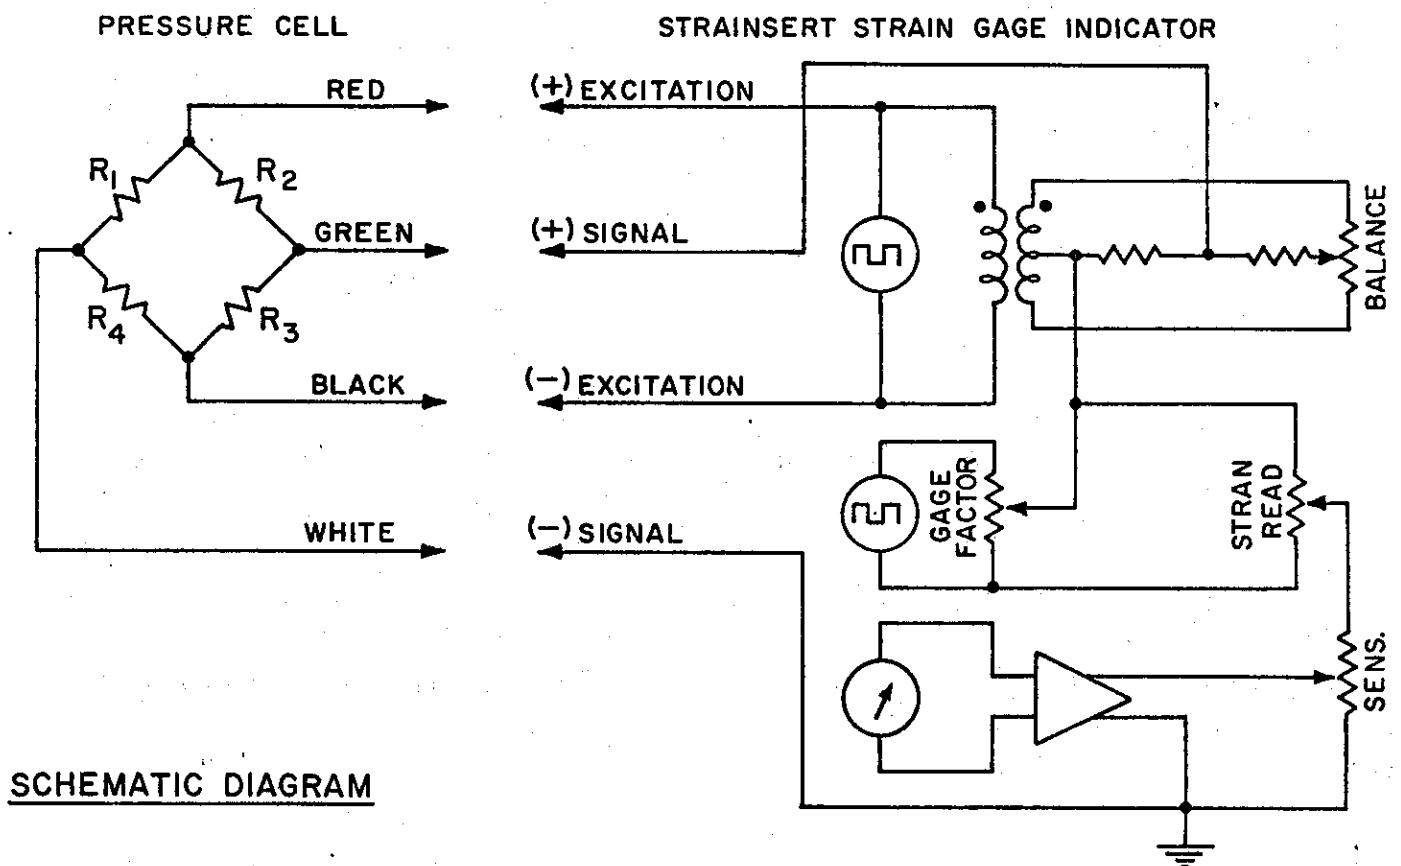 PRESSURE CELL
STRAINSERT STRAIN GAGE INDICATOR
RED
(+) EXCITATION
R1
R2
GREEN
(+) SIGNAL
BALANCE
R4
R3
BLACK
(-) EXCITATION
GAGE
FACTOR
STRAN
READ
WHITE
(-) SIGNAL
SENS.
SCHEMATIC DIAGRAM